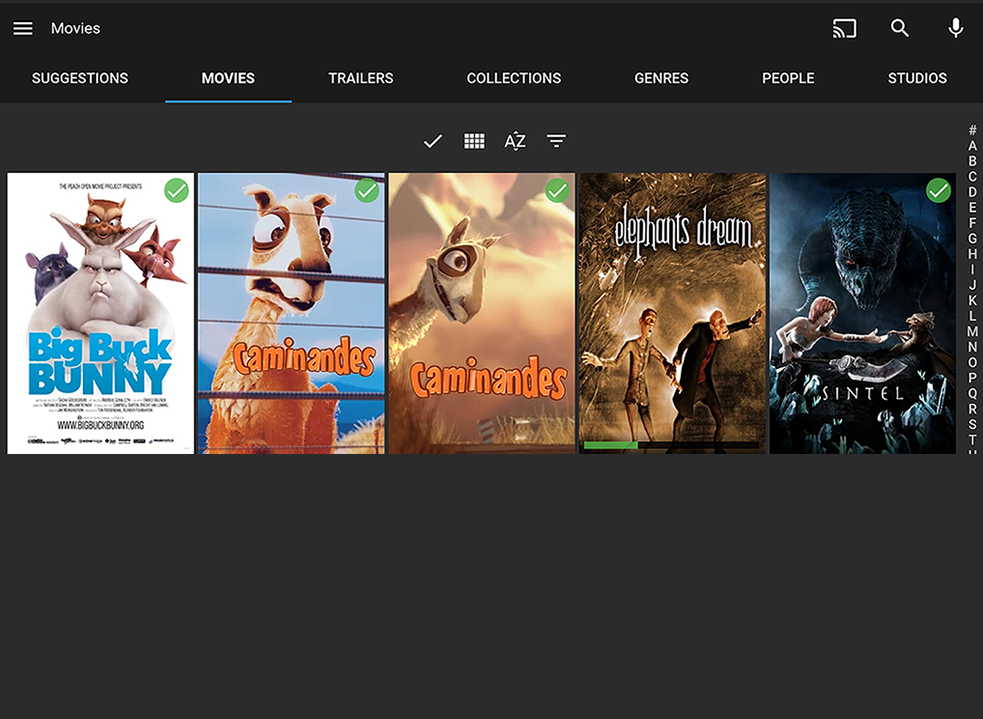 Movies
SUGGESTIONS
MOVIES
TRAILERS
COLLECTIONS
GENRES
PEOPLE
STUDIOS
AZ
#
A
B
C
D
E
F
G
H
I
J
K
L
M
N
O
P
Q
R
S
T
THE PEACH OPEN MOVIE PROJECT PRESENTS
Big Buck
BUNNY
WWW.BIGBUCKBUNNY.ORG
Caminandes
Caminandes
elephants dream
SINTEL